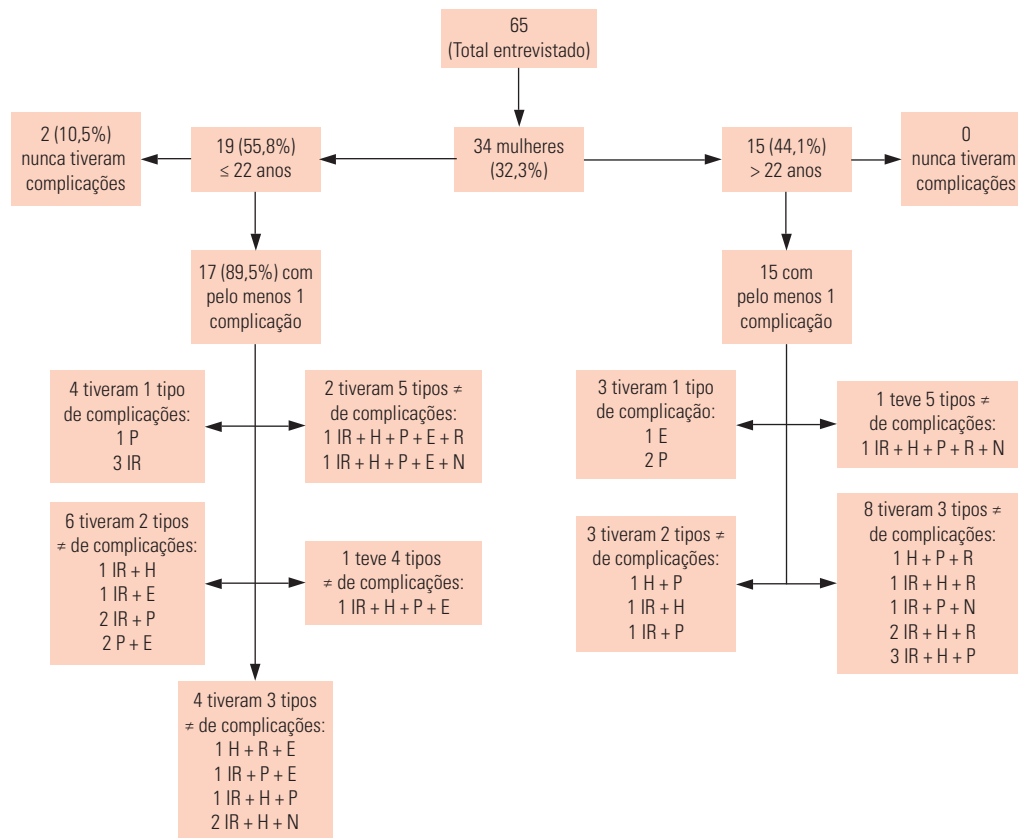 65
(Total entrevistado)
2 (10,5%)
nunca tiveram
complicações
19 (55,8%)
≤ 22 anos
34 mulheres
(32,3%)
15 (44,1%)
> 22 anos
0
nunca tiveram
complicações
17 (89,5%) com
pelo menos 1
complicação
15 com
pelo menos 1
complicação
4 tiveram 1 tipo
de complicações:
1 P
3 IR
2 tiveram 5 tipos ≠
de complicações:
1 IR + H + P + E + R
1 IR + H + P + E + N
3 tiveram 1 tipo
de complicação:
1 E
2 P
1 teve 5 tipos ≠
de complicações:
1 IR + H + P + R + N
6 tiveram 2 tipos
≠ de complicações:
1 IR + H
1 IR + E
2 IR + P
2 P + E
1 teve 4 tipos
≠ de complicações:
1 IR + H + P + E
3 tiveram 2 tipos ≠
de complicações:
1 H + P
1 IR + H
1 IR + P
8 tiveram 3 tipos ≠
de complicações:
1 H + P + R
1 IR + H + R
1 IR + P + N
2 IR + H + R
3 IR + H + P
4 tiveram 3 tipos
≠ de complicações:
1 H + R + E
1 IR + P + E
1 IR + H + P
2 IR + H + N